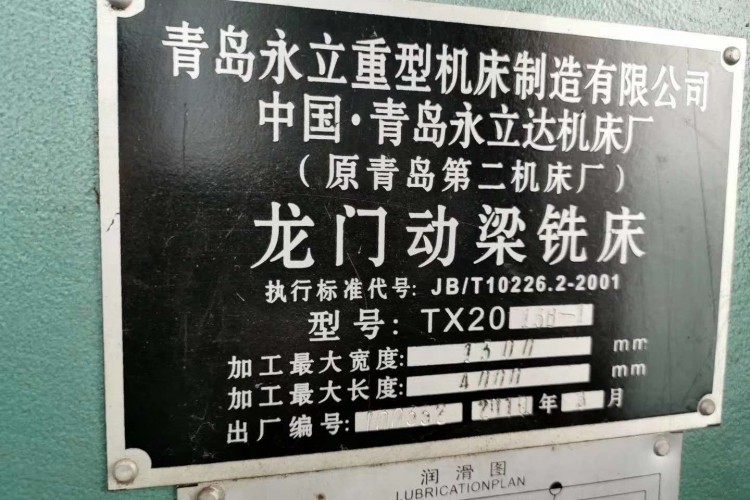 青岛永立重型机床制造有限公司
中国·青岛永立达机床厂
（原青岛第二机床厂）
龙门动梁铣床
执行标准代号: JB/T10226.2-2001
型号: TX20
加工最大宽度: 1500 mm
加工最大长度: 4000 mm
出厂编号: 年 月
润滑图
LUBRICATIONPLAN